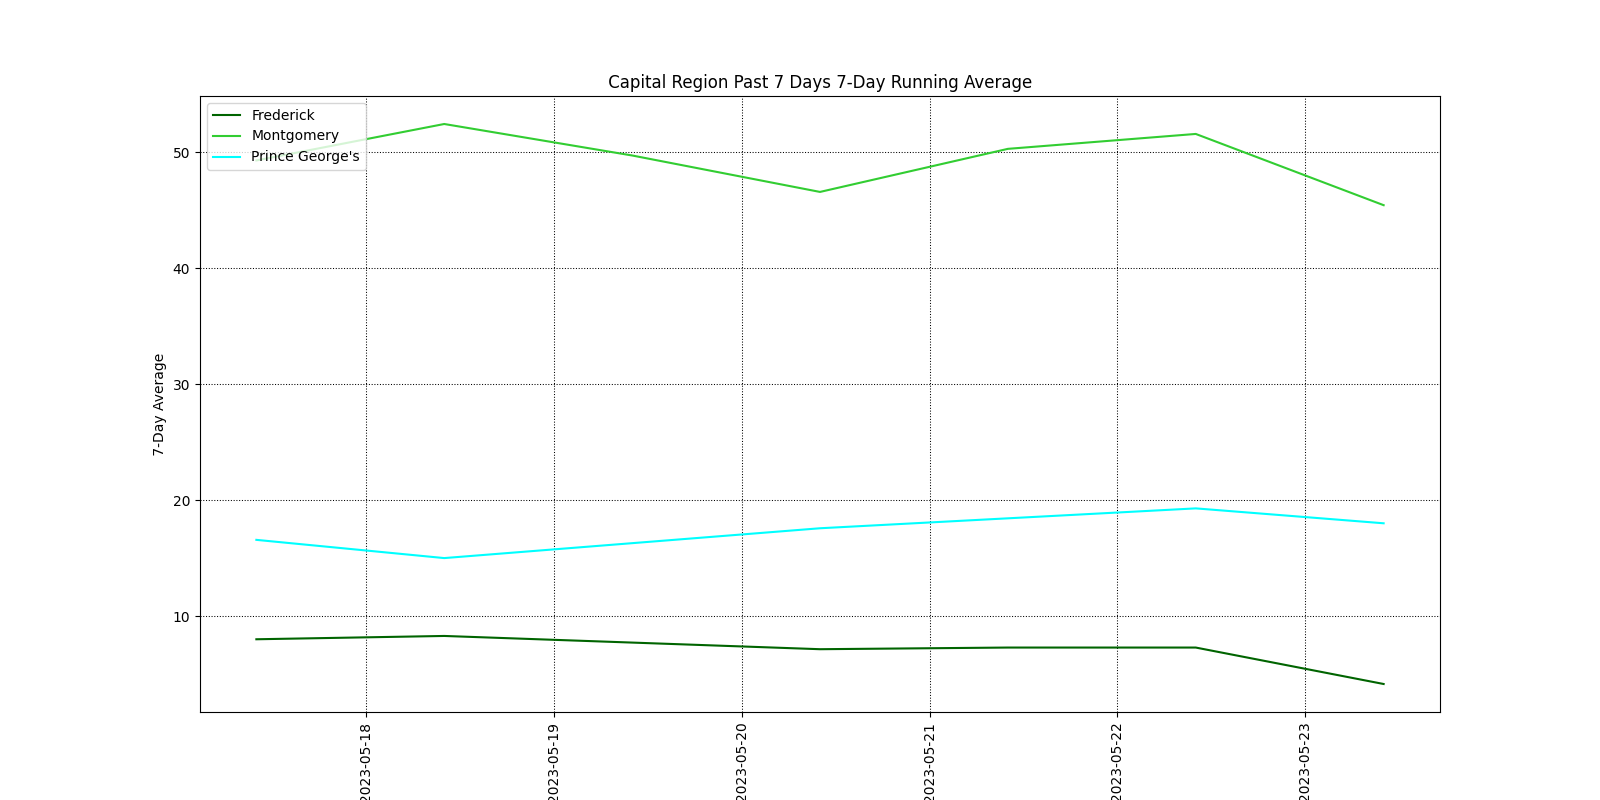 Capital Region Past 7 Days 7-Day Running Average
Frederick
Montgomery
Prince George's
50
40
30
20
10
7-Day Average
2023-05-18
2023-05-19
2023-05-20
2023-05-21
2023-05-22
2023-05-23